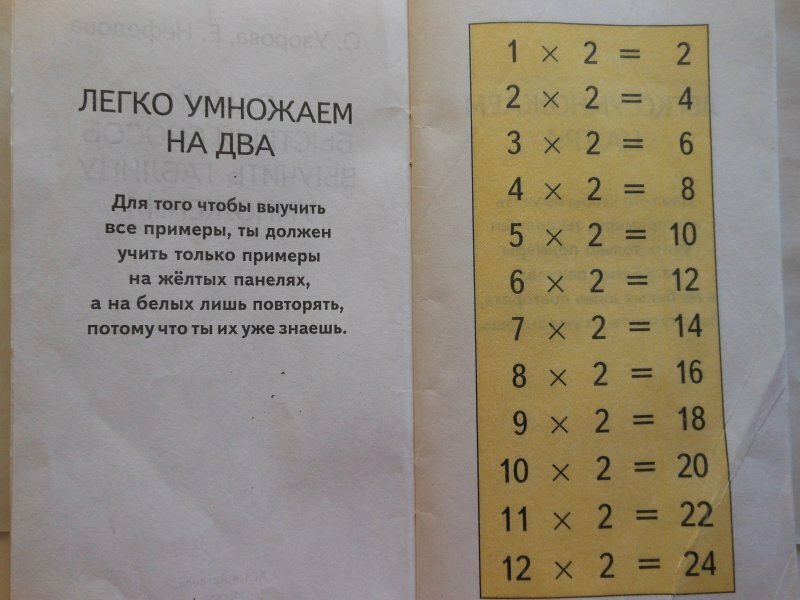 ЛЕГКО УМНОЖАЕМ
НА ДВА
Для того чтобы выучить
все примеры, ты должен
учить только примеры
на жёлтых панелях,
а на белых лишь повторять,
потому что ты их уже знаешь.
1 × 2 = 2
2 × 2 = 4
3 × 2 = 6
4 × 2 = 8
5 × 2 = 10
6 × 2 = 12
7 × 2 = 14
8 × 2 = 16
9 × 2 = 18
10 × 2 = 20
11 × 2 = 22
12 × 2 = 24